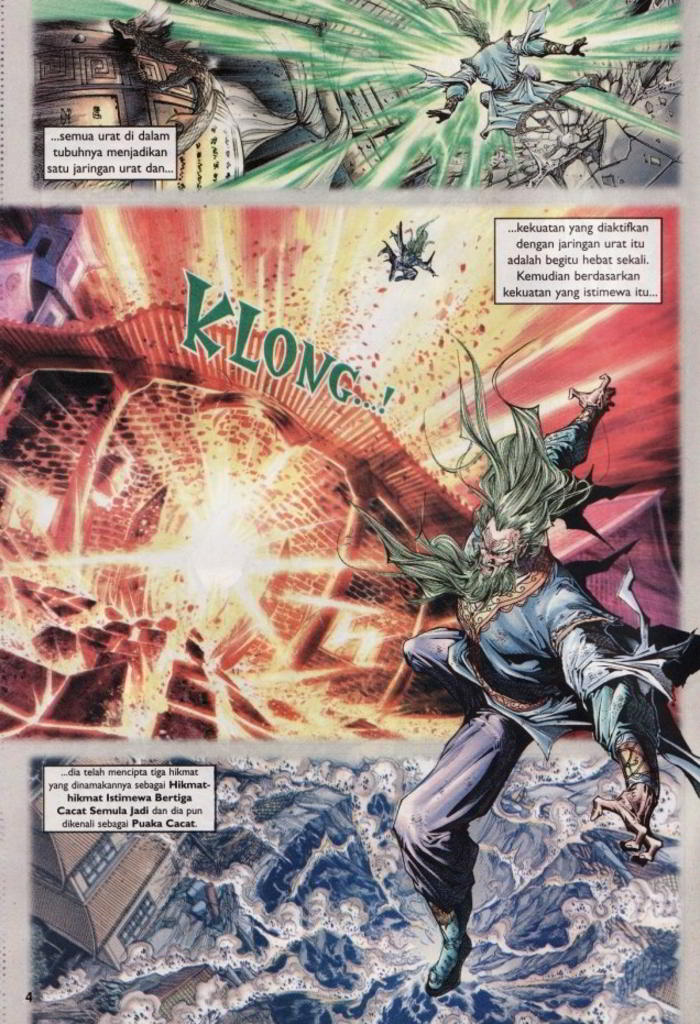 ...semua urat di dalam
tubuhnya menjadikan
satu jaringan urat dan...
...kekuatan yang diaktifkan
dengan jaringan urat itu
adalah begitu hebat sekali.
Kemudian berdasarkan
kekuatan yang istimewa itu...
KLONG...!
...dia telah mencipta tiga hikmat
yang dinamakannya sebagai Hikmat-
hikmat Istimewa Bertiga
Cacat Semula Jadi dan dia pun
dikenali sebagai Puaka Cacat.
4